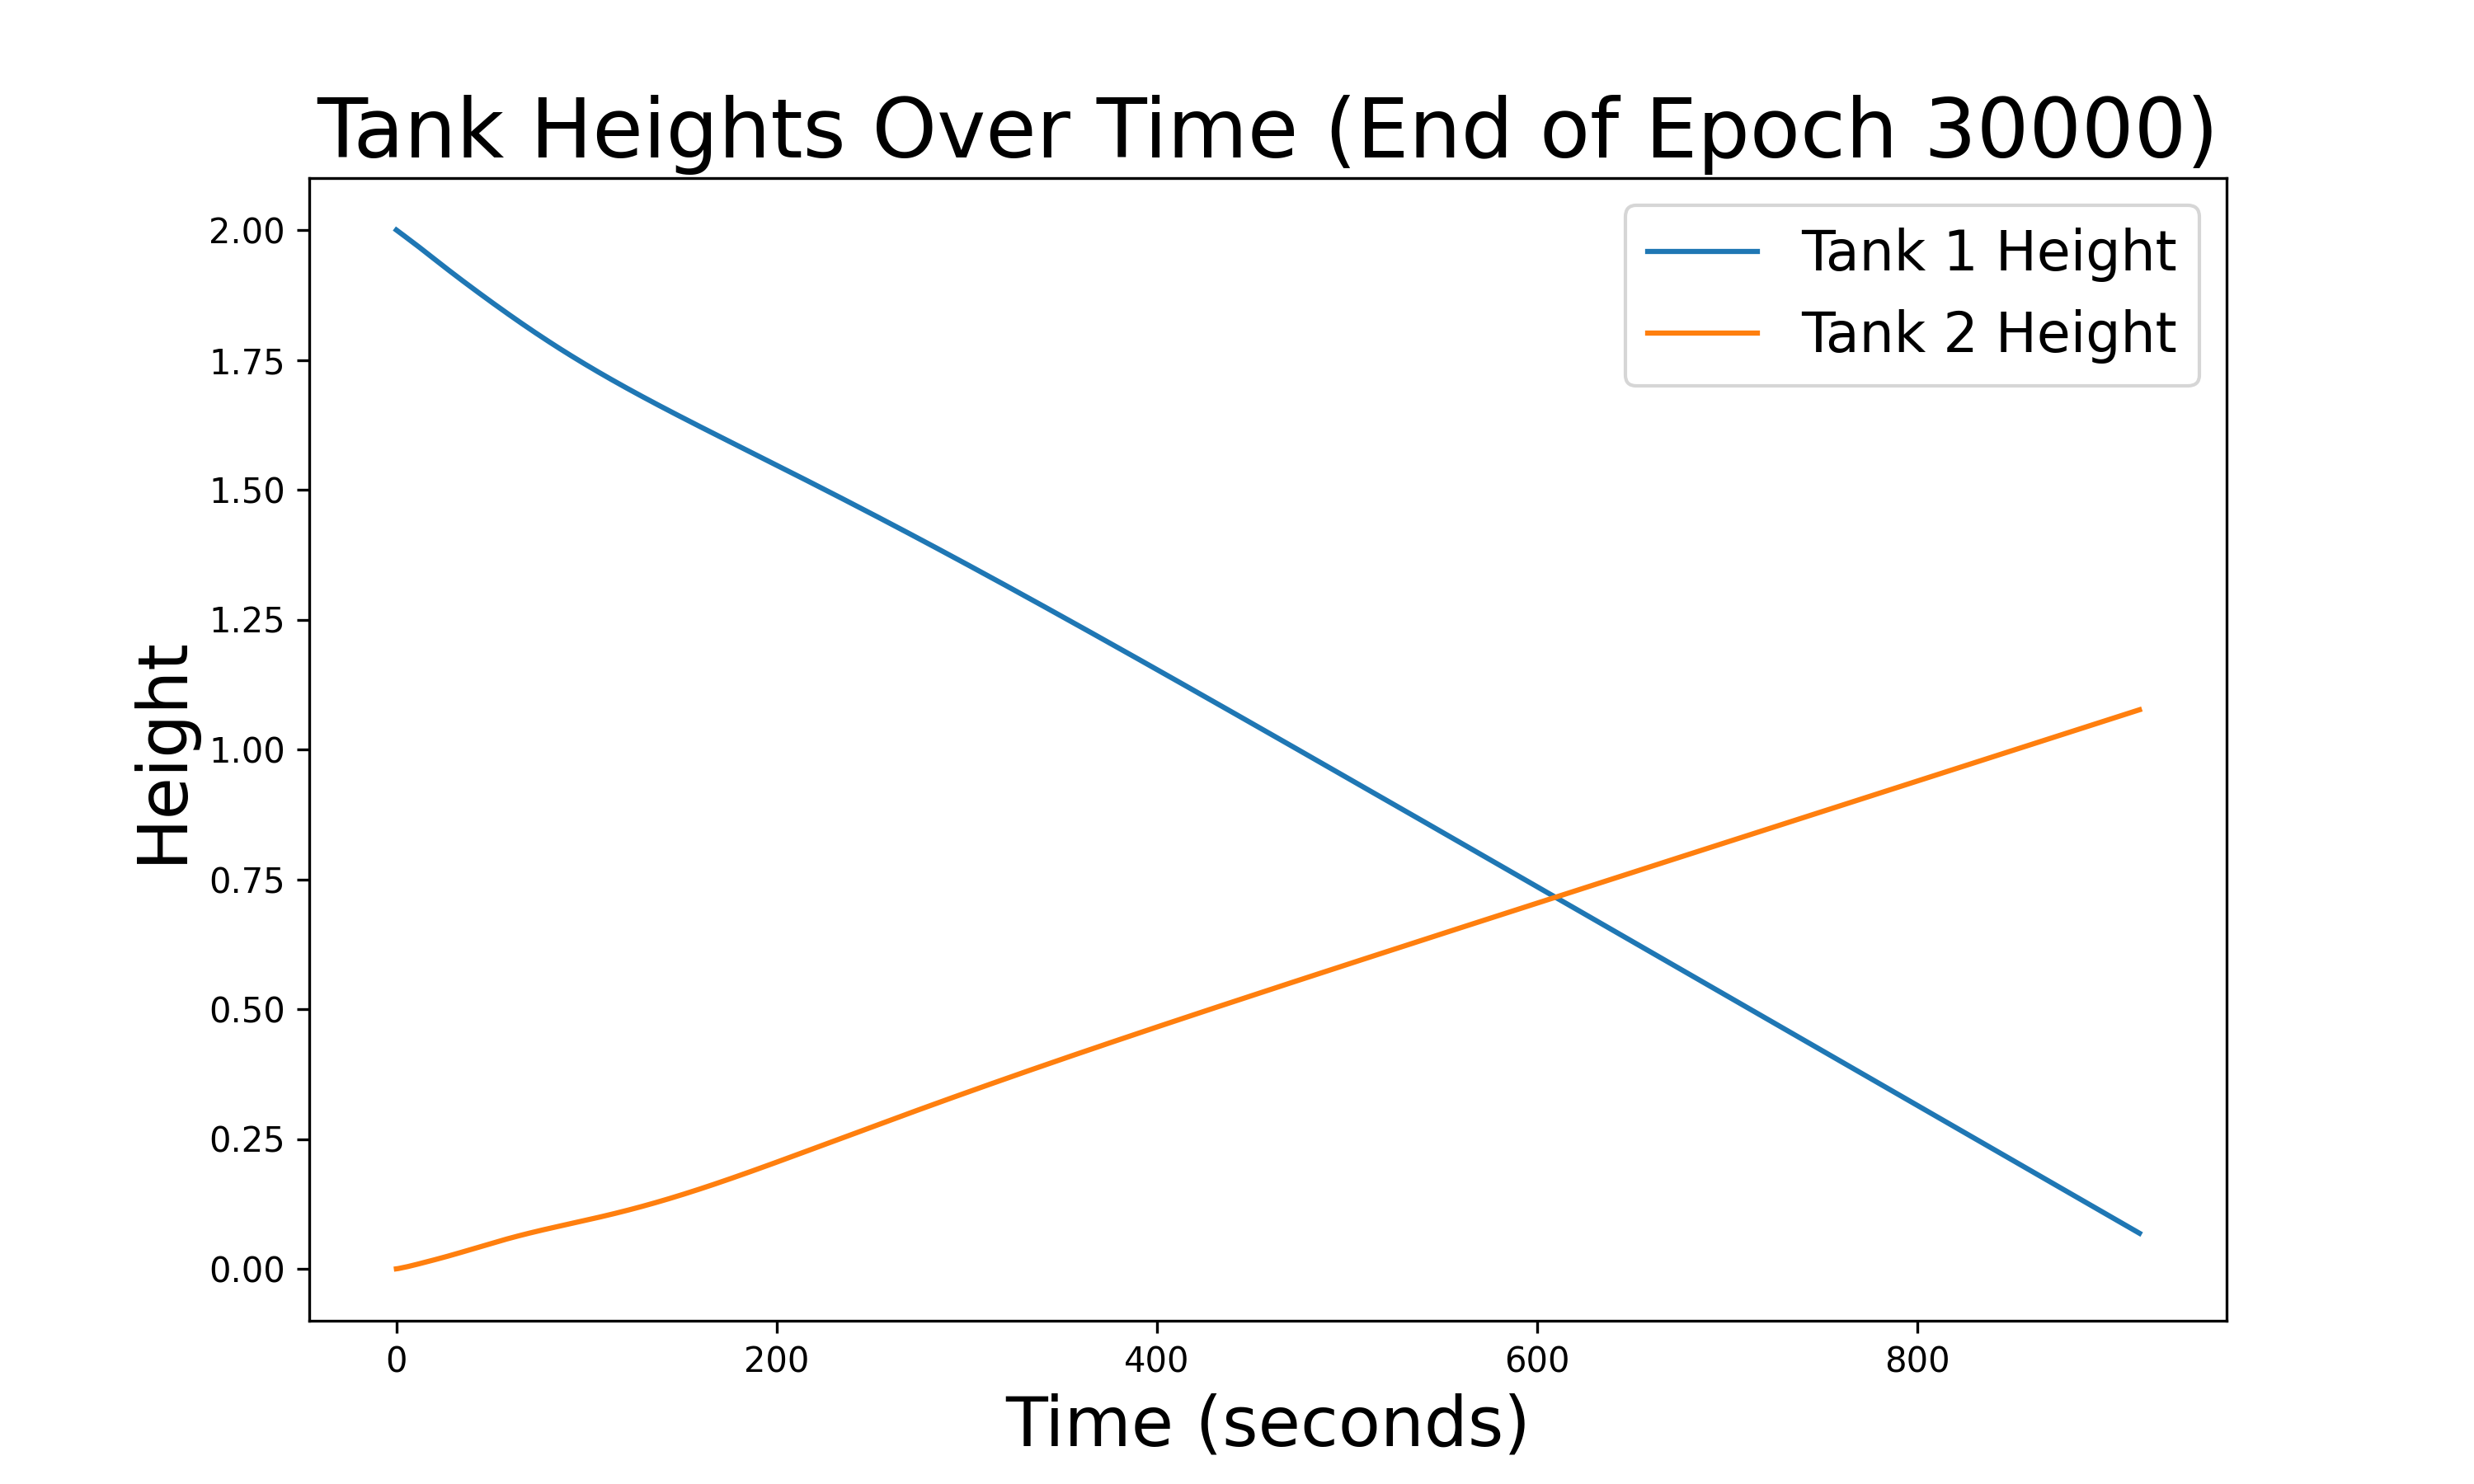 Tank Heights Over Time (End of Epoch 30000)
Tank 1 Height
Tank 2 Height
2.00
1.75
1.50
1.25
1.00
0.75
0.50
0.25
0.00
Height
0 200 400 600 800
Time (seconds)